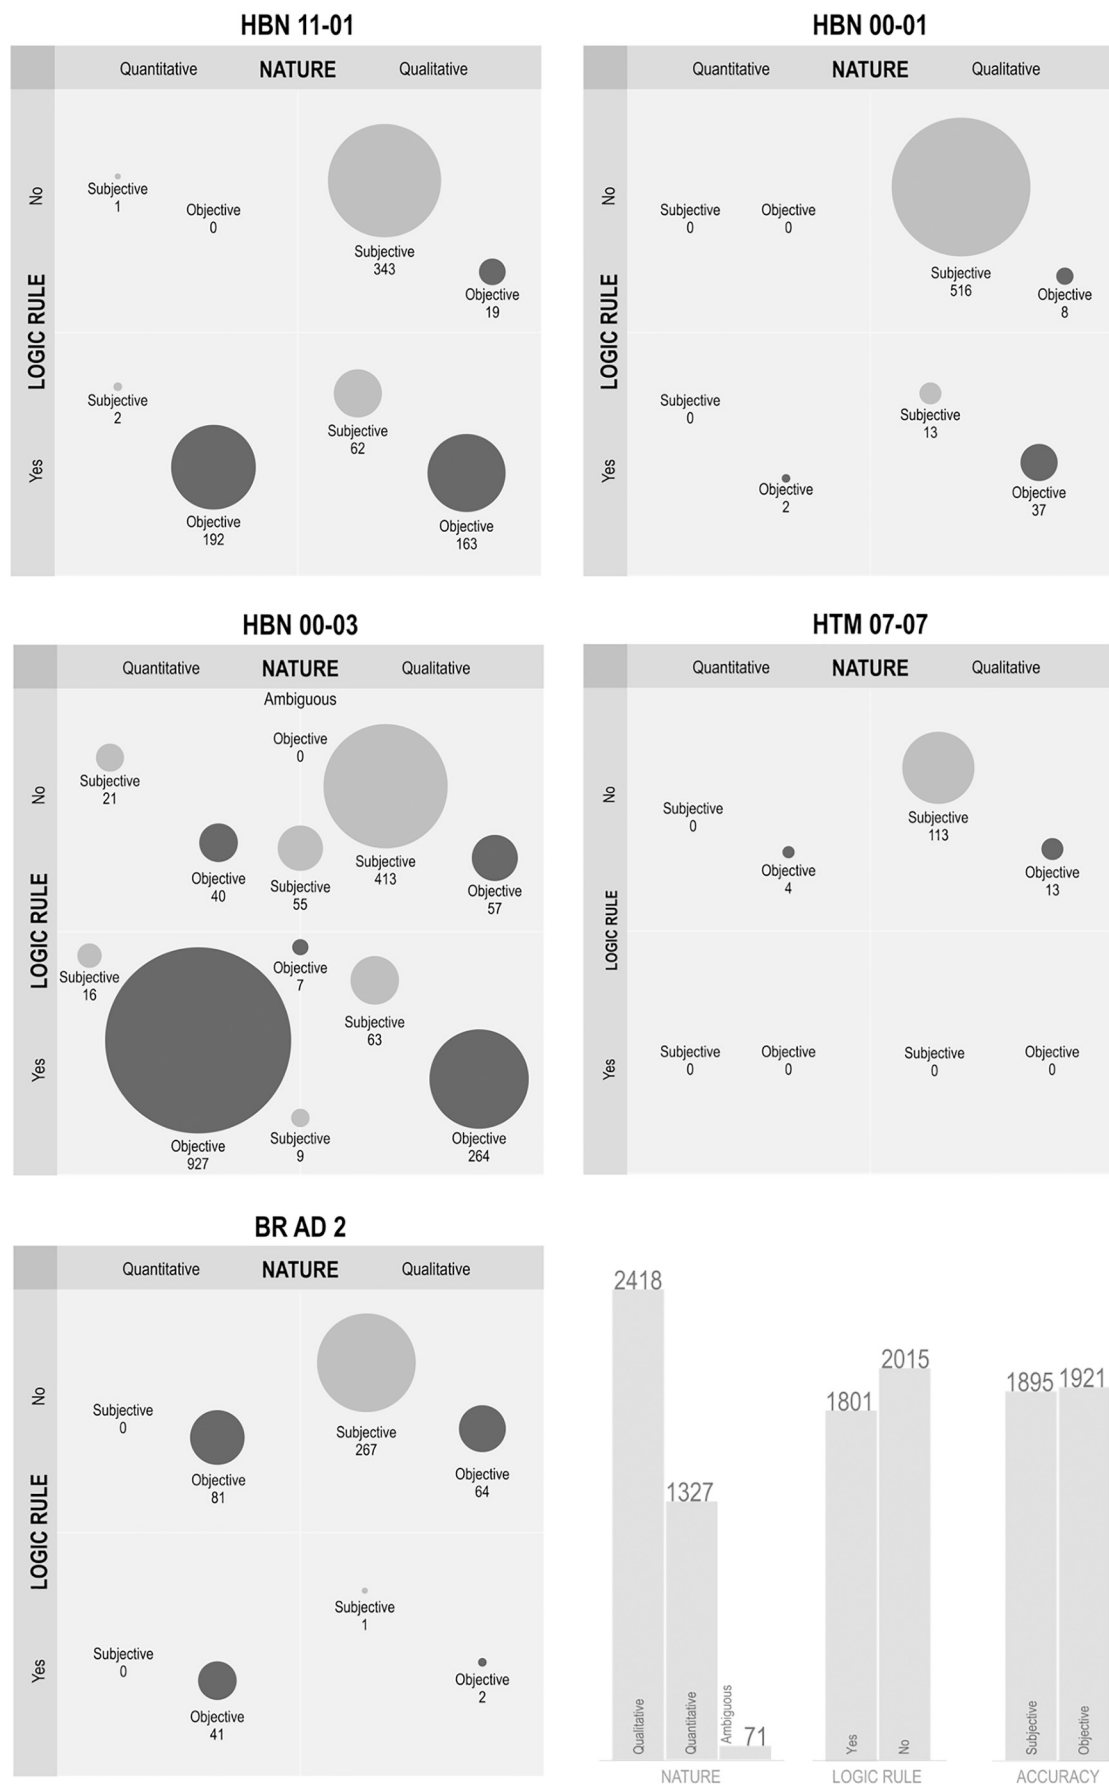 HBN 11-01
Quantitative NATURE Qualitative
LOGIC RULE
No
Yes
Subjective
1
Objective
0
Subjective
343
Objective
19
Subjective
2
Objective
192
Subjective
62
Objective
163
HBN 00-01
Quantitative NATURE Qualitative
LOGIC RULE
No
Yes
Subjective
0
Objective
0
Subjective
516
Objective
8
Subjective
0
Objective
2
Subjective
13
Objective
37
HBN 00-03
Quantitative NATURE Qualitative
Ambiguous
LOGIC RULE
No
Yes
Subjective
21
Objective
40
Objective
0
Subjective
55
Subjective
413
Objective
57
Subjective
16
Objective
927
Objective
7
Subjective
9
Subjective
63
Objective
264
HTM 07-07
Quantitative NATURE Qualitative
LOGIC RULE
No
Yes
Subjective
0
Objective
4
Subjective
113
Objective
13
Subjective
0
Objective
0
Subjective
0
Objective
0
BR AD 2
Quantitative NATURE Qualitative
LOGIC RULE
No
Yes
Subjective
0
Objective
81
Subjective
267
Objective
64
Subjective
0
Objective
41
Subjective
1
Objective
2
2418
1327
71
Qualitative
Quantitative
Ambiguous
NATURE
1801
2015
Yes
No
LOGIC RULE
1895
1921
Subjective
Objective
ACCURACY